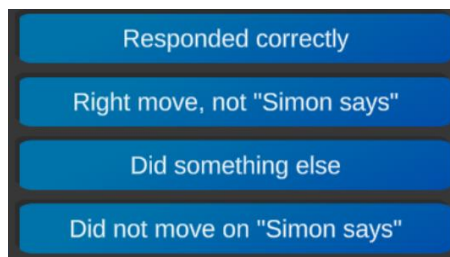 Responded correctly
Right move, not "Simon says"
Did something else
Did not move on "Simon says"